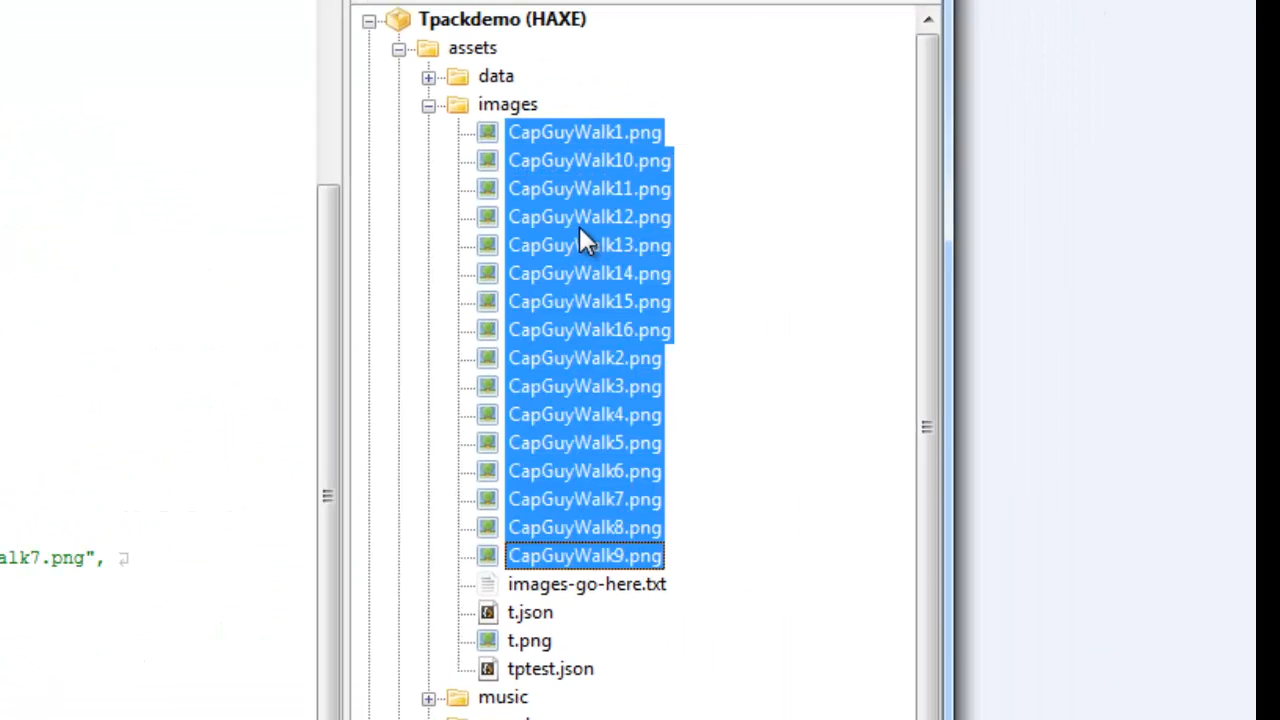 Tpackdemo (HAXE)
assets
data
images
CapGuyWalk1.png
CapGuyWalk10.png
CapGuyWalk11.png
CapGuyWalk12.png
CapGuyWalk13.png
CapGuyWalk14.png
CapGuyWalk15.png
CapGuyWalk16.png
CapGuyWalk2.png
CapGuyWalk3.png
CapGuyWalk4.png
CapGuyWalk5.png
CapGuyWalk6.png
CapGuyWalk7.png
CapGuyWalk8.png
alk7.png",
CapGuyWalk9.png
images-go-here.txt
t.json
t.png
tptest.json
music